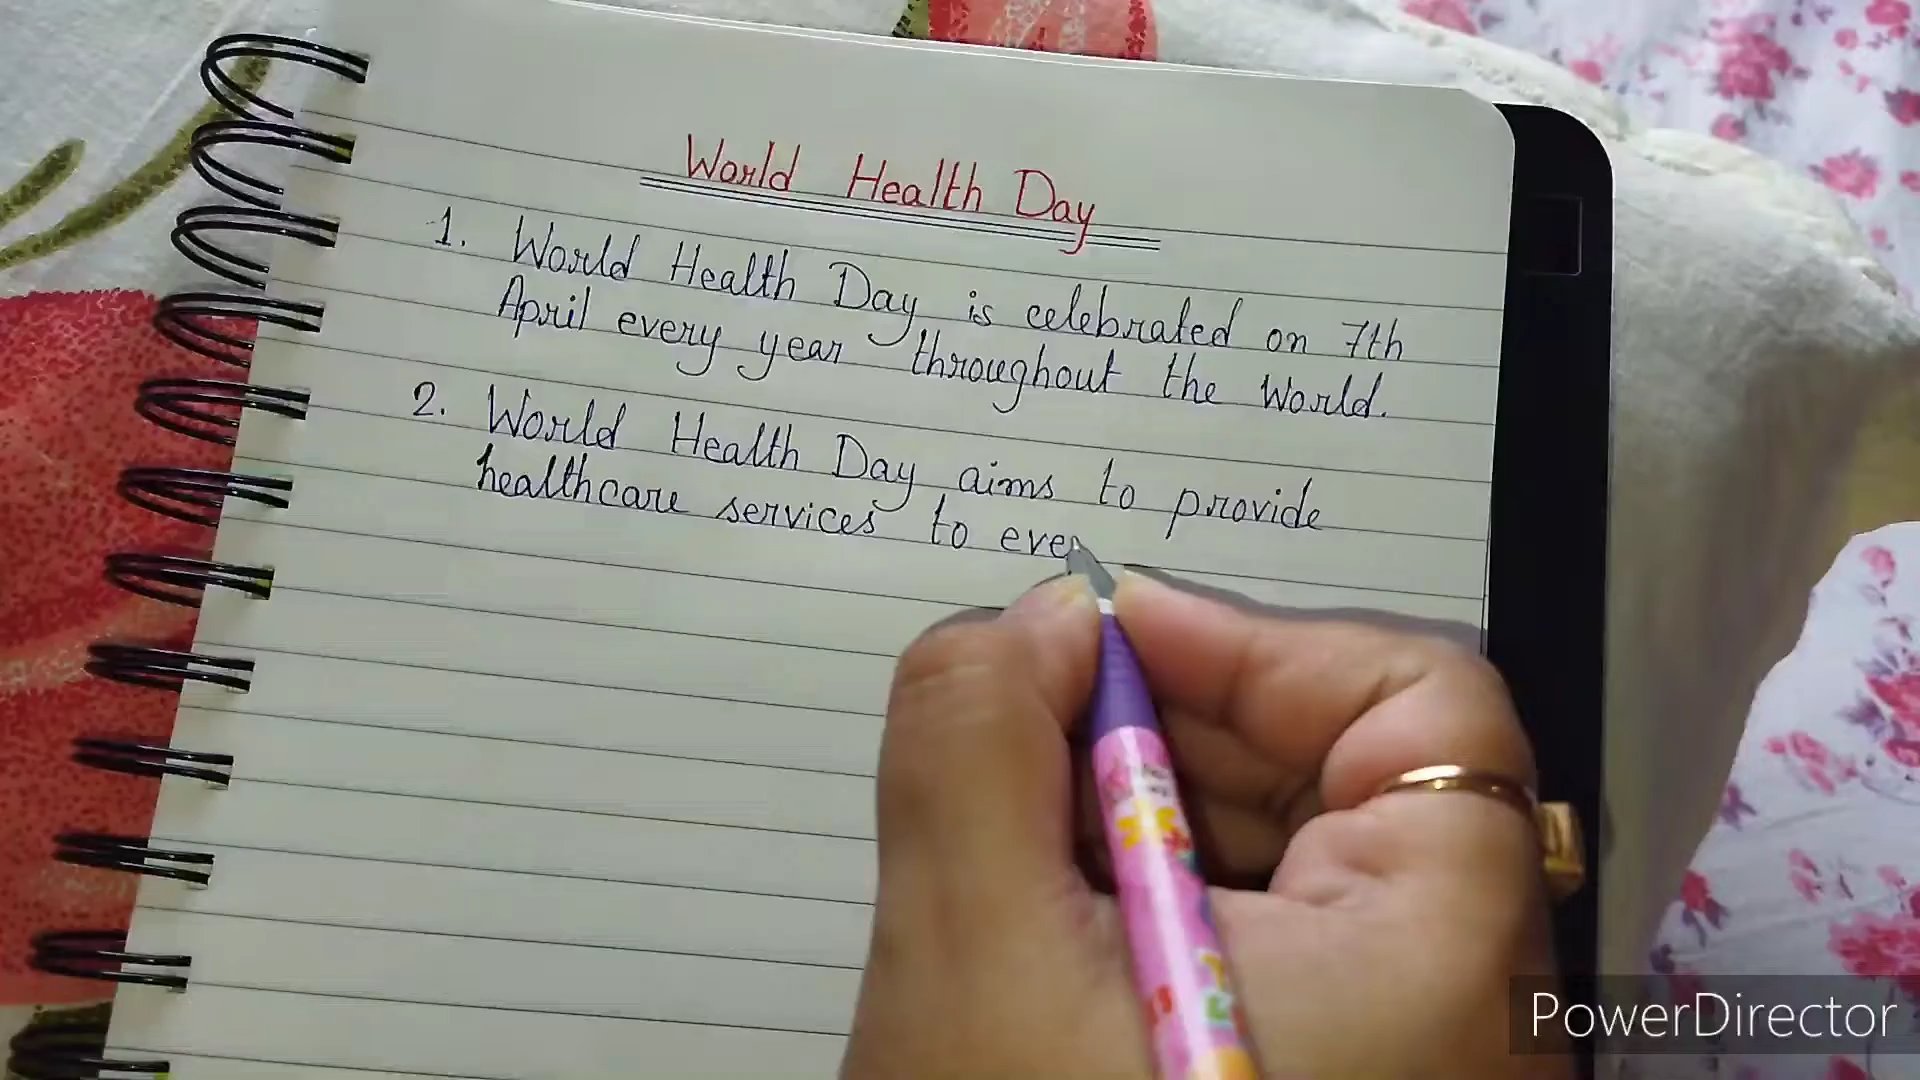 World Health Day
1. World Health Day is celebrated on 7th
April every year throughout the World.
2. World Health Day aims to provide
healthcare services to eve
PowerDirector